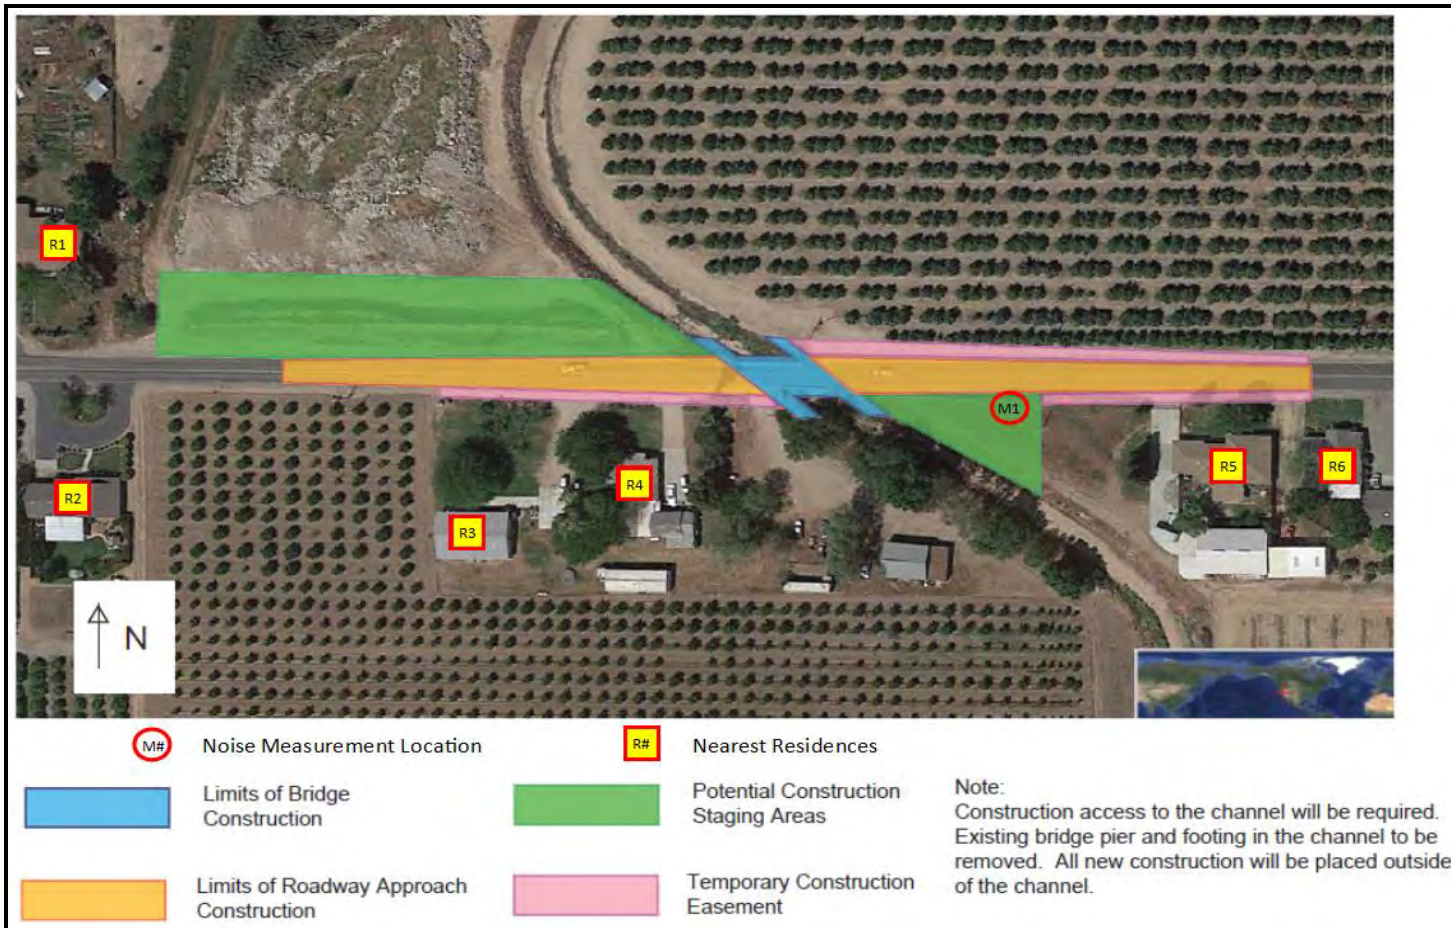 R1
M1
R5
R6
R4
R2
R3
N
M# Noise Measurement Location
R# Nearest Residences
Limits of Bridge
Construction
Potential Construction
Staging Areas
Limits of Roadway Approach
Construction
Temporary Construction
Easement
Note:
Construction access to the channel will be required.
Existing bridge pier and footing in the channel to be
removed. All new construction will be placed outside
of the channel.